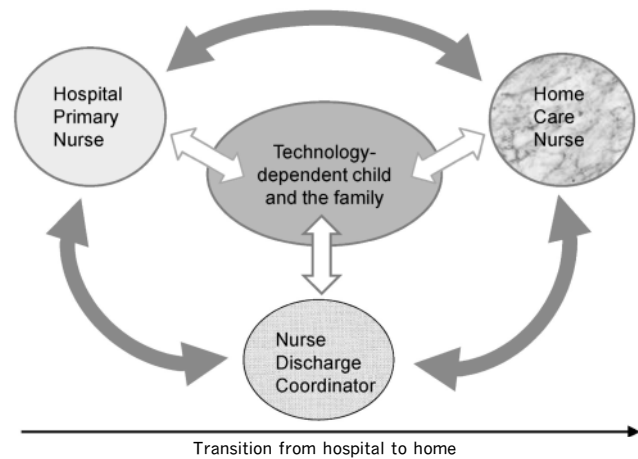 Hospital
Primary
Nurse
Home
Care
Nurse
Technology-
dependent child
and the family
Nurse
Discharge
Coordinator
Transition from hospital to home